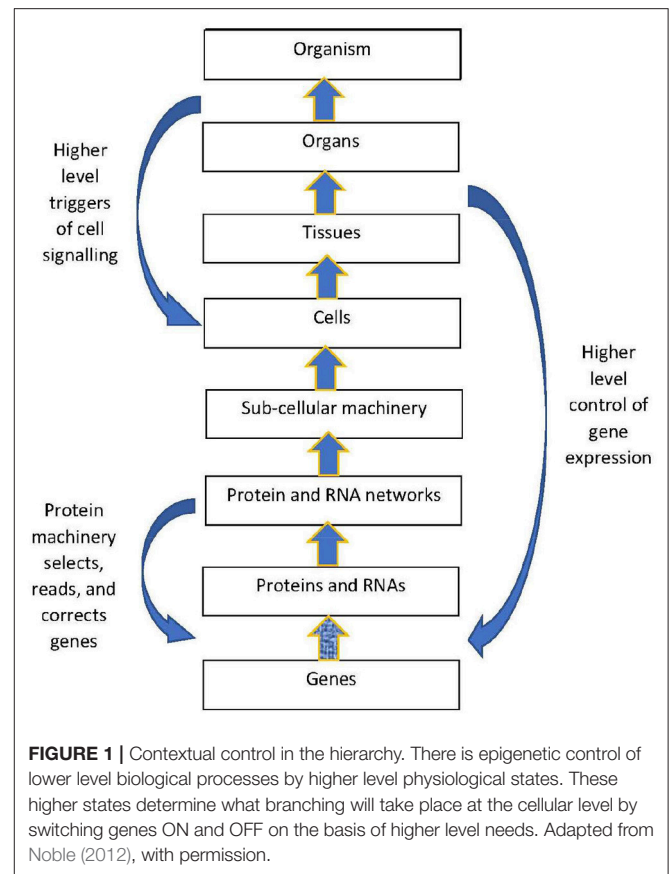 Organism
Organs
Higher
level
triggers
of cell
signalling
Tissues
Cells
Higher
level
control of
gene
expression
Sub-cellular machinery
Protein and RNA networks
Protein
machinery
selects,
reads, and
corrects
genes
Proteins and RNAs
Genes
FIGURE 1 | Contextual control in the hierarchy. There is epigenetic control of
lower level biological processes by higher level physiological states. These
higher states determine what branching will take place at the cellular level by
switching genes ON and OFF on the basis of higher level needs. Adapted from
Noble (2012), with permission.